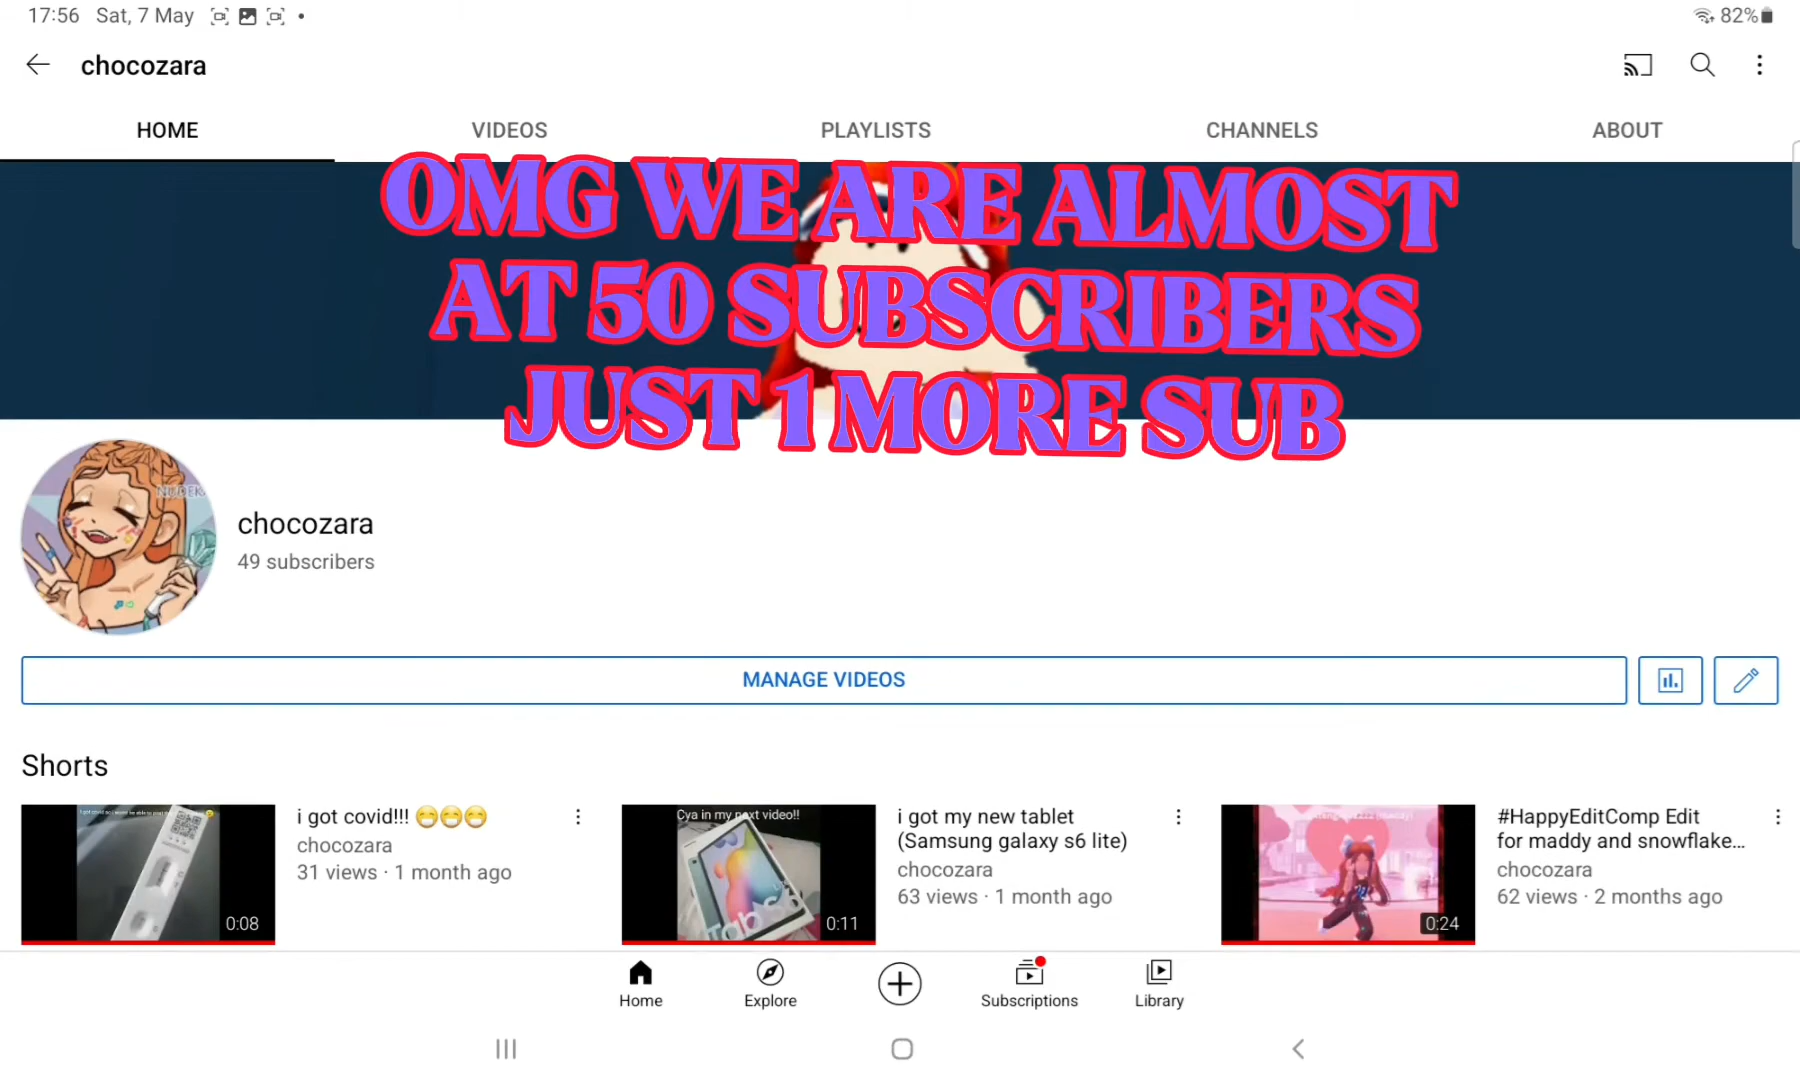 17:56 Sat, 7 May
82%
chocozara
HOME
VIDEOS
PLAYLISTS
CHANNELS
ABOUT
OMG WE ARE ALMOST
AT 50 SUBSCRIBERS
JUST 1 MORE SUB
chocozara
49 subscribers
MANAGE VIDEOS
Shorts
0:08
i got covid!!! 😷😷😷
chocozara
31 views · 1 month ago
Cya in my next video!!
Tab S6
0:11
i got my new tablet
(Samsung galaxy s6 lite)
chocozara
63 views · 1 month ago
0:24
#HappyEditComp Edit
for maddy and snowflake...
chocozara
62 views · 2 months ago
Home
Explore
Subscriptions
Library